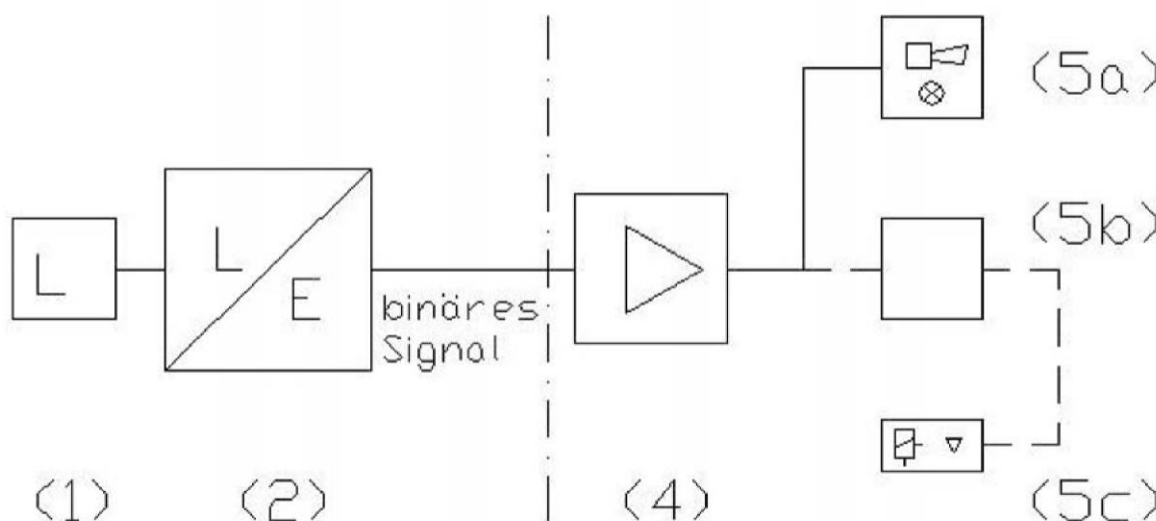 (5a)
(5b)
L
L
E
binäres
Signal
(1)
(2)
(4)
(5c)